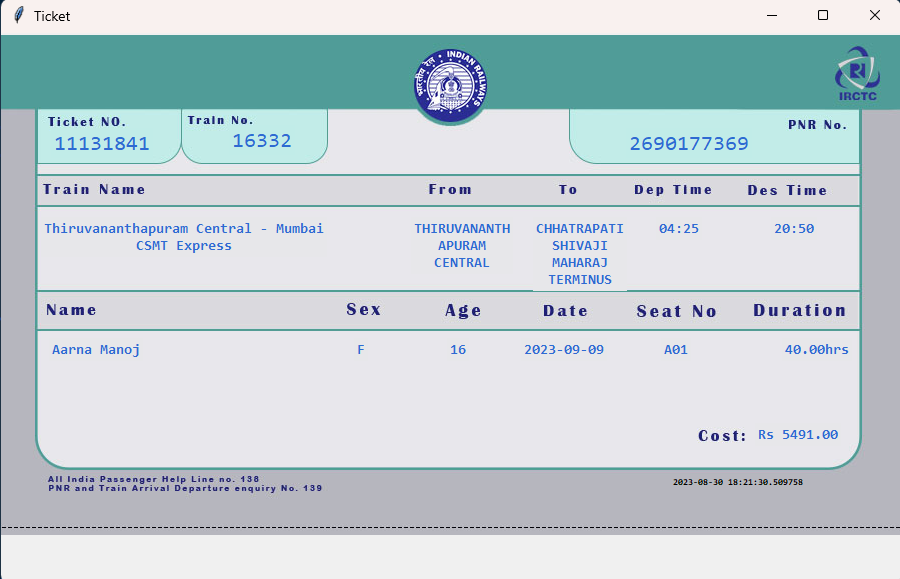 Ticket
भारतीय रेल • INDIAN RAILWAYS
IRCTC
Ticket NO.
11131841
Train No.
16332
PNR No.
2690177369
Train Name From To Dep Time Des Time
Thiruvananthapuram Central - Mumbai CSMT Express
THIRUVANANTH
APURAM
CENTRAL
CHHATRAPATI
SHIVAJI
MAHARAJ
TERMINUS
04:25 20:50
Name Sex Age Date Seat No Duration
Aarna Manoj F 16 2023-09-09 A01 40.00hrs
Cost: Rs 5491.00
All India Passenger Help Line no. 138
PNR and Train Arrival Departure enquiry No. 139
2023-08-30 18:21:30.509758